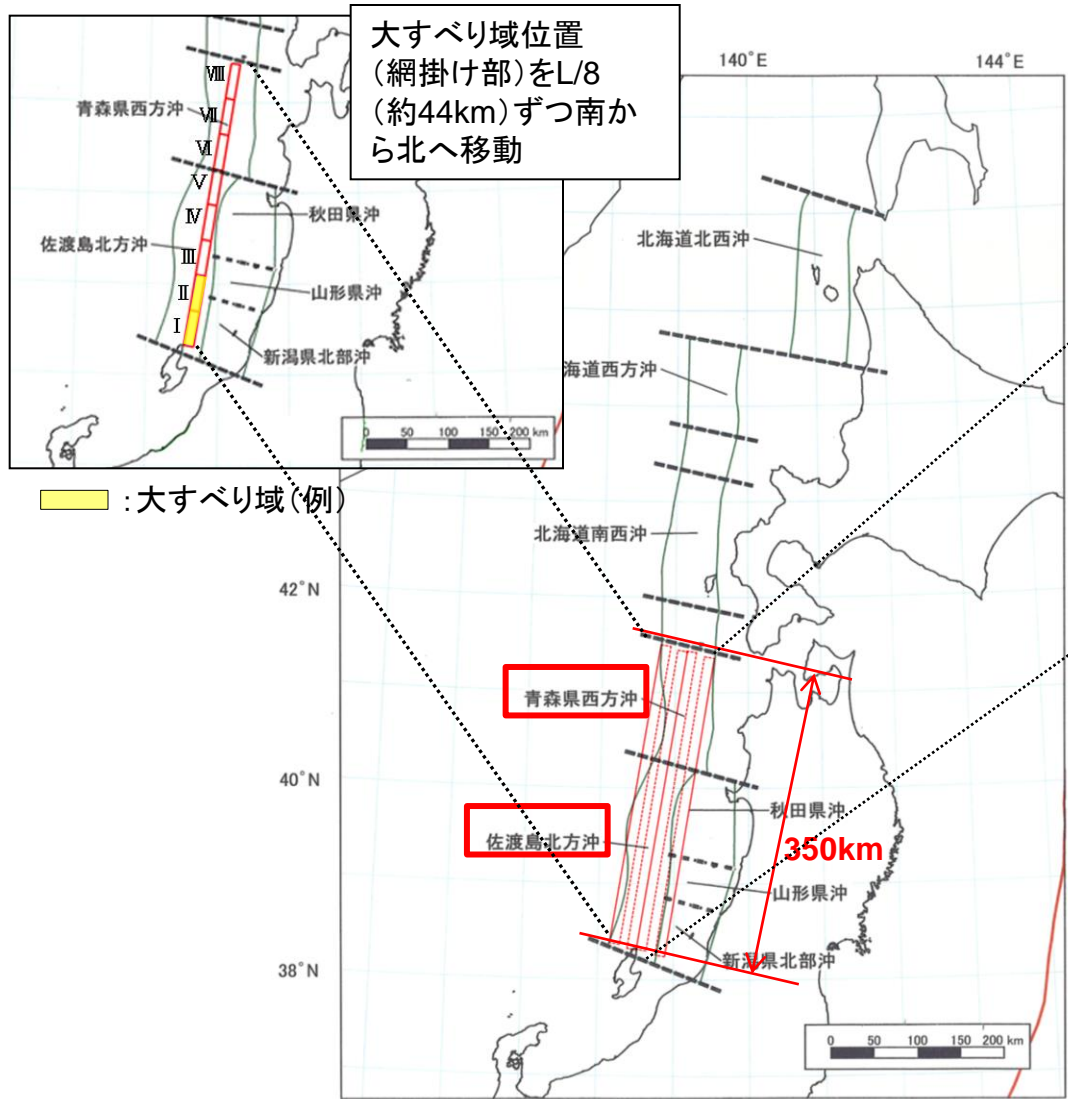 大すべり域位置
（網掛け部）をL/8
（約44km）ずつ南か
ら北へ移動
Ⅷ
青森県西方沖
Ⅶ
Ⅵ
Ⅴ
Ⅳ
秋田県沖
佐渡島北方沖
Ⅲ
Ⅱ
山形県沖
Ⅰ
新潟県北部沖
0 50 100 150 200 km
：大すべり域（例）
140°E
144°E
北海道北西沖
海道西方沖
北海道南西沖
42°N
青森県西方沖
40°N
秋田県沖
佐渡島北方沖
350km
山形県沖
新潟県北部沖
38°N
0 50 100 150 200 km